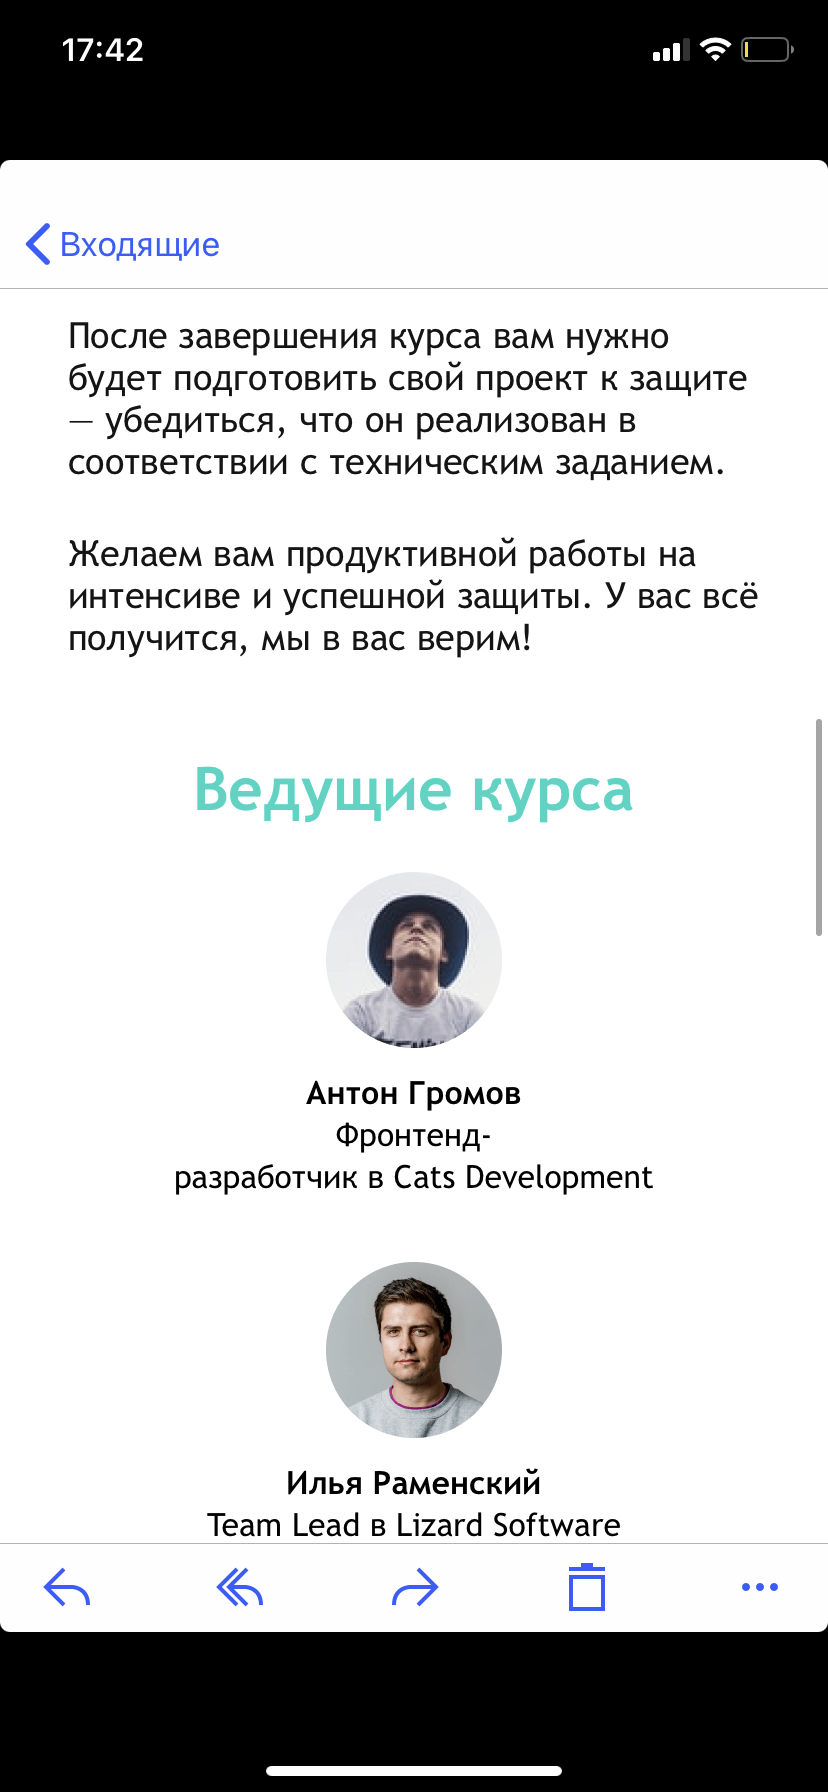 17:42
Входящие
После завершения курса вам нужно
будет подготовить свой проект к защите
— убедиться, что он реализован в
соответствии с техническим заданием.
Желаем вам продуктивной работы на
интенсиве и успешной защиты. У вас всё
получится, мы в вас верим!
Ведущие курса
Антон Громов
Фронтенд-
разработчик в Cats Development
Илья Раменский
Team Lead в Lizard Software